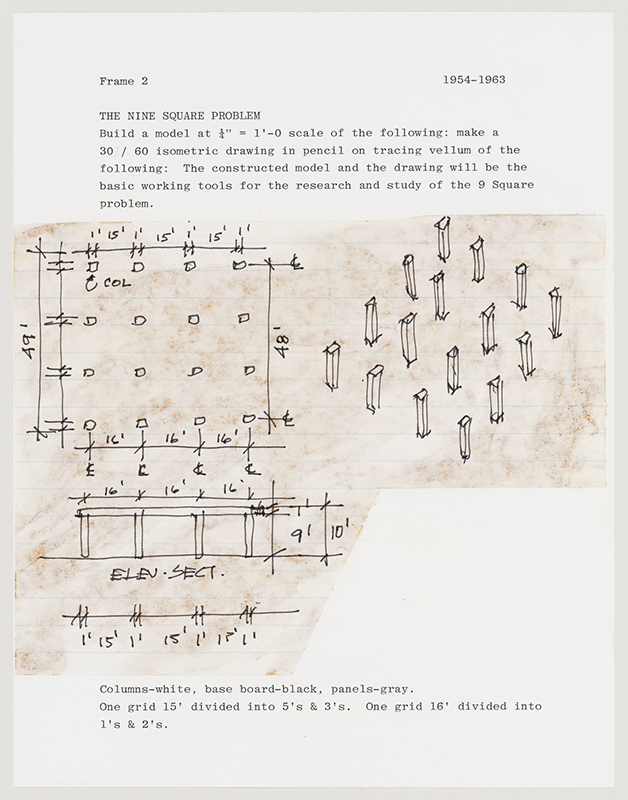 Frame 2 1954-1963
THE NINE SQUARE PROBLEM
Build a model at ¼" = 1'-0 scale of the following: make a
30 / 60 isometric drawing in pencil on tracing vellum of the
following: The constructed model and the drawing will be the
basic working tools for the research and study of the 9 Square
problem.
1' 15' 1' 15' 1' 15' 1'
℄
℄ COL
49'
48'
℄
16' 16' 16'
℄ ℄ ℄ ℄
16' 16' 16'
1'
9' 10'
ELEV. SECT.
1' 15' 1' 15' 1' 15' 1'
Columns-white, base board-black, panels-gray.
One grid 15' divided into 5's & 3's. One grid 16' divided into
1's & 2's.